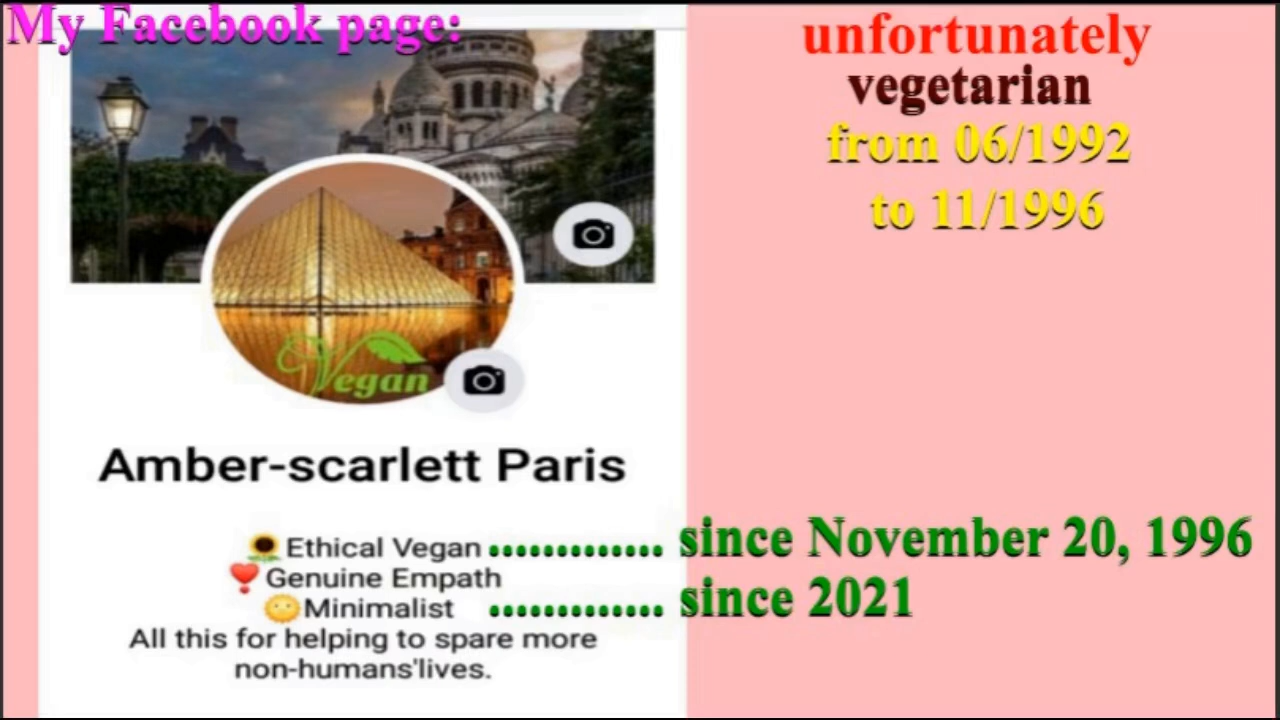 My Facebook page:
unfortunately
vegetarian
from 06/1992
to 11/1996
Vegan
Amber-scarlett Paris
🌻Ethical Vegan ............. since November 20, 1996
❣️Genuine Empath
🌝Minimalist ............. since 2021
All this for helping to spare more
non-humans'lives.